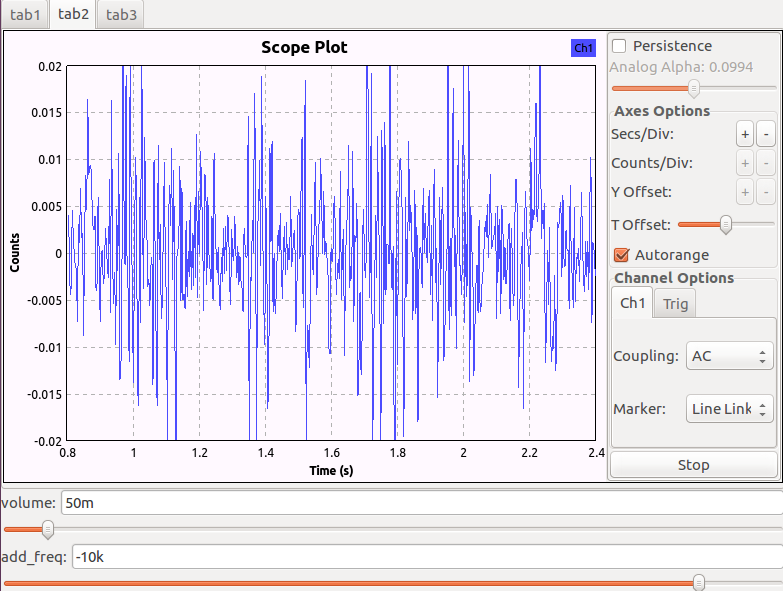 tab1 tab2 tab3
Scope Plot
Ch1
Counts
0.02
0.015
0.01
0.005
0
-0.005
-0.01
-0.015
-0.02
0.8 1 1.2 1.4 1.6 1.8 2 2.2 2.4
Time (s)
Persistence
Analog Alpha: 0.0994
Axes Options
Secs/Div: + -
Counts/Div: + -
Y Offset: + -
T Offset:
Autorange
Channel Options
Ch1 Trig
Coupling: AC
Marker: Line Link
Stop
volume: 50m
add_freq: -10k